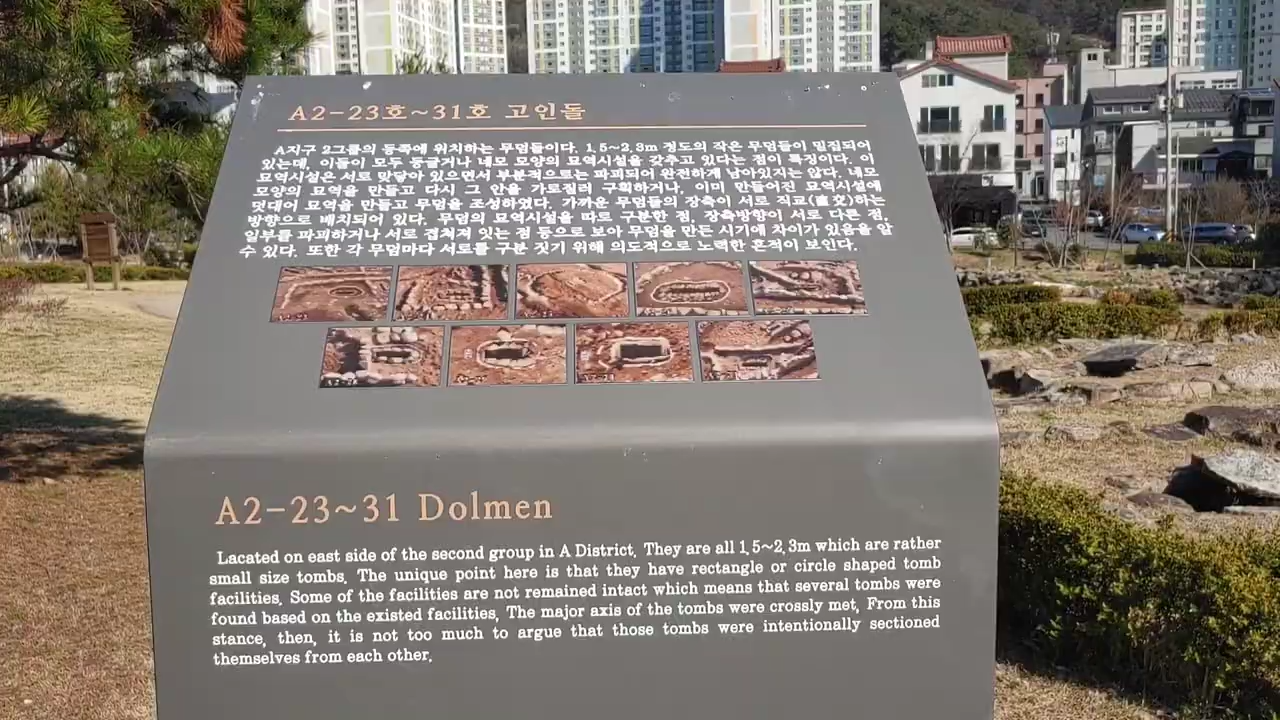 A2-23호~31호 고인돌
A지구 2그룹의 동쪽에 위치하는 무덤들이다. 1.5~2.3m 정도의 작은 무덤들이 밀집되어
있는데, 이들이 모두 둥글거나 네모 모양의 묘역시설을 갖추고 있다는 점이 특징이다. 이
묘역시설은 서로 맞닿아 있으면서 부분적으로는 파괴되어 완전하게 남아있지는 않다. 네모
모양의 묘역을 만들고 다시 그 안을 가로질러 구획하거나, 이미 만들어진 묘역시설에
덧대어 묘역을 만들고 무덤을 조성하였다. 가까운 무덤들의 장축이 서로 직교(直交)하는
방향으로 배치되어 있다. 무덤의 묘역시설을 따로 구분한 점, 장축방향이 서로 다른 점,
일부를 파괴하거나 서로 겹쳐져 잇는 점 등으로 보아 무덤을 만든 시기에 차이가 있음을 알
수 있다. 또한 각 무덤마다 서로를 구분 짓기 위해 의도적으로 노력한 흔적이 보인다.
A2-23~31 Dolmen
Lacated on east side of the second group in A District. They are all 1.5~2.3m which are rather
small size tombs. The unique point here is that they have rectangle or circle shaped tomb
facilities. Some of the facilities are not remained intact which means that several tombs were
found based on the existed facilities. The major axis of the tombs were crossly met. From this
stance, then, it is not too much to argue that those tombs were intentionally sectioned
themselves from each other.